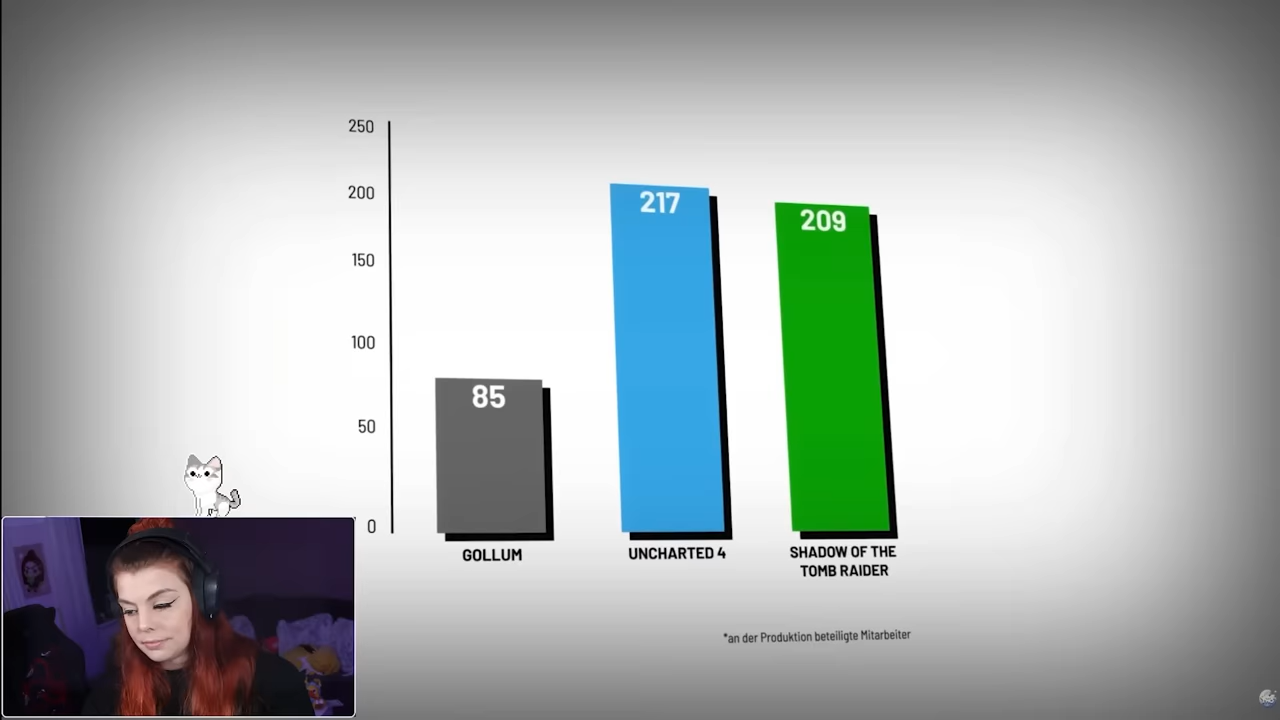 250
200
150
100
50
0
217
209
85
GOLLUM
UNCHARTED 4
SHADOW OF THE
TOMB RAIDER
*an der Produktion beteiligte Mitarbeiter